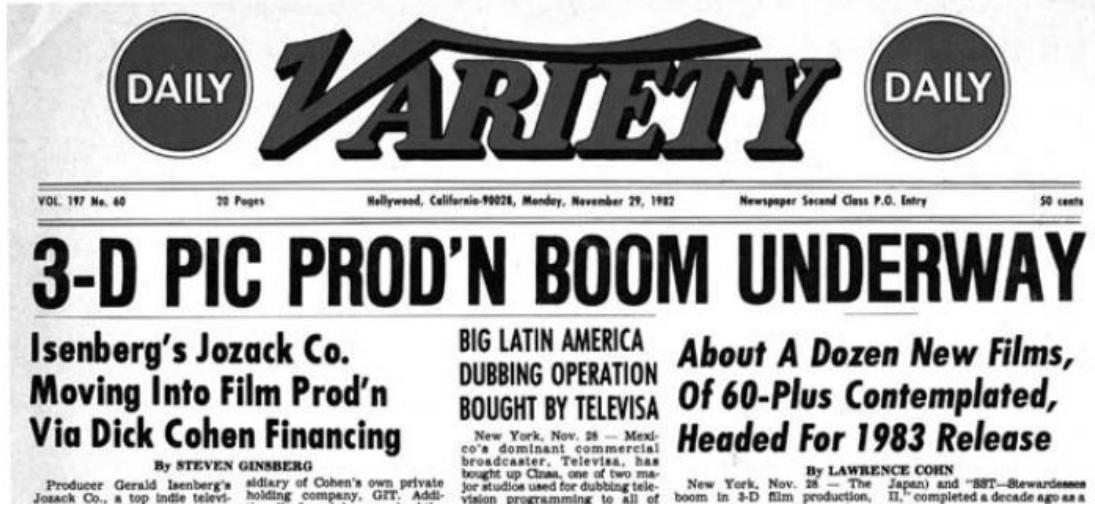 DAILY VARIETY DAILY
VOL. 197 No. 60 20 Pages Hollywood, California-90028, Monday, November 29, 1982 Newspaper Second Class P.O. Entry 50 cents
3-D PIC PROD'N BOOM UNDERWAY
Isenberg's Jozack Co.
Moving Into Film Prod'n
Via Dick Cohen Financing
By STEVEN GINSBERG
Producer Gerald Isenberg's
Jozack Co., a top indie televi-
sidiary of Cohen's own private
holding company, GIT. Addi-
BIG LATIN AMERICA
DUBBING OPERATION
BOUGHT BY TELEVISA
New York, Nov. 28 — Mexi-
co's dominant commercial
broadcaster, Televisa, has
bought up Cinsa, one of two ma-
jor studios used for dubbing tele-
vision programming to all of
About A Dozen New Films,
Of 60-Plus Contemplated,
Headed For 1983 Release
By LAWRENCE COHN
New York, Nov. 28 — The
boom in 3-D film production,
Japan) and "SST—Stewardesses
II," completed a decade ago as a